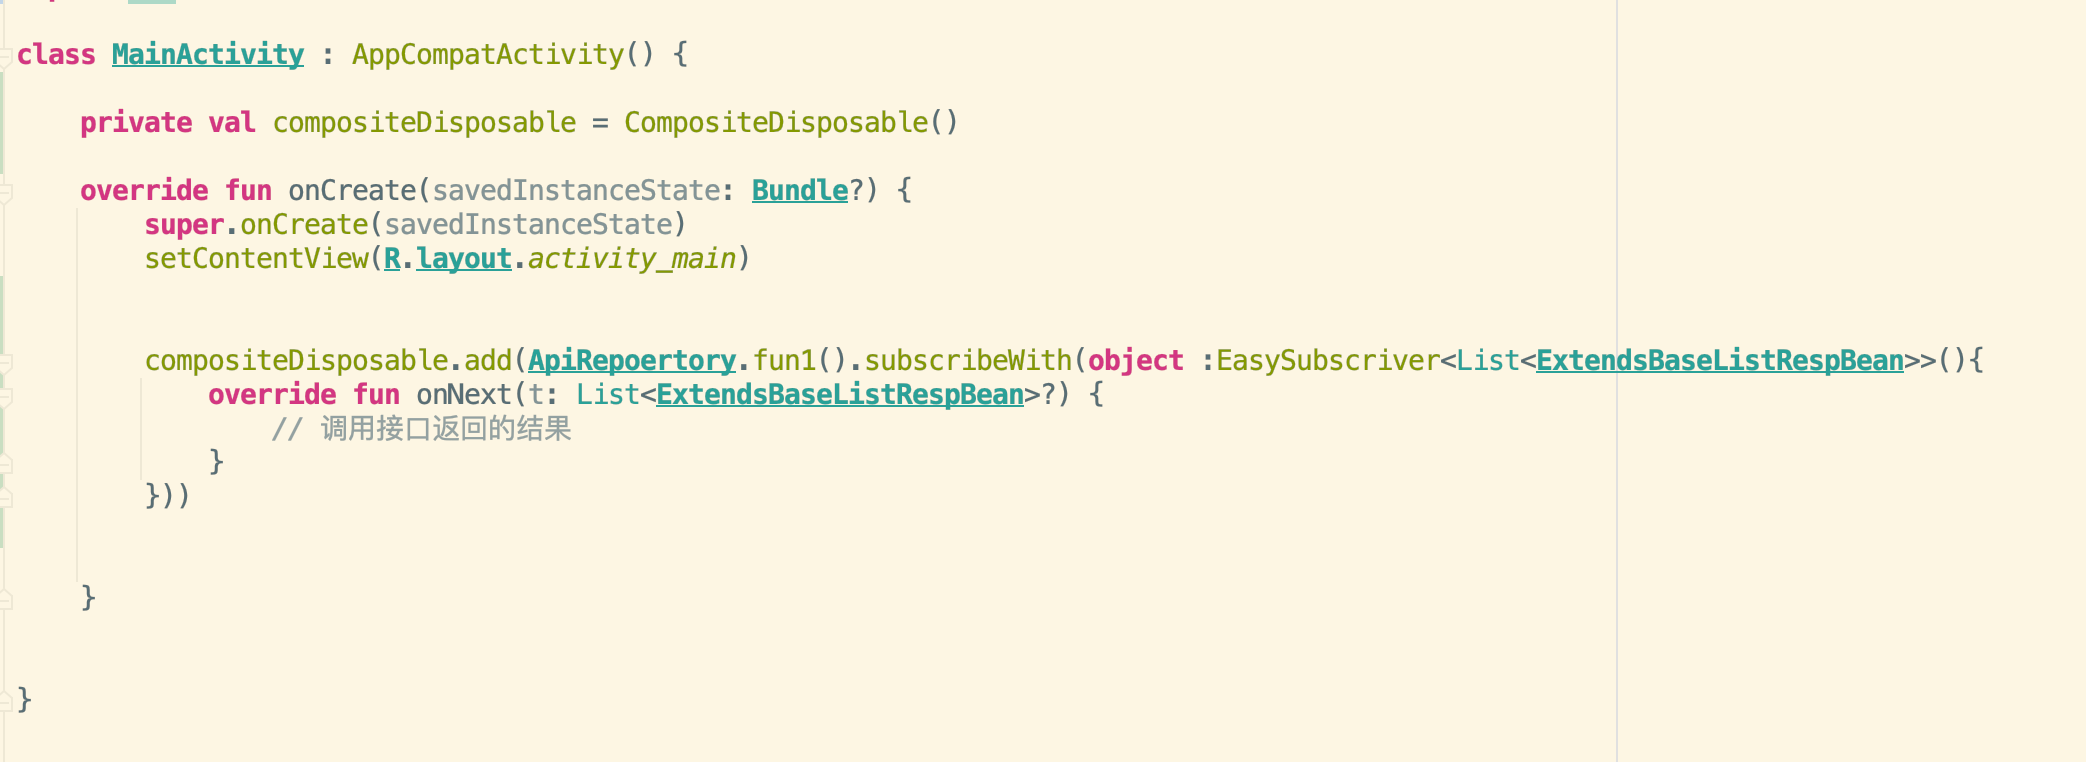 class MainActivity : AppCompatActivity() {
private val compositeDisposable = CompositeDisposable()
override fun onCreate(savedInstanceState: Bundle?) {
super.onCreate(savedInstanceState)
setContentView(R.layout.activity_main)
compositeDisposable.add(ApiRepoertory.fun1().subscribeWith(object :EasySubscriver<List<ExtendsBaseListRespBean>>(){
override fun onNext(t: List<ExtendsBaseListRespBean>?) {
// 调用接口返回的结果
}
}))
}
}